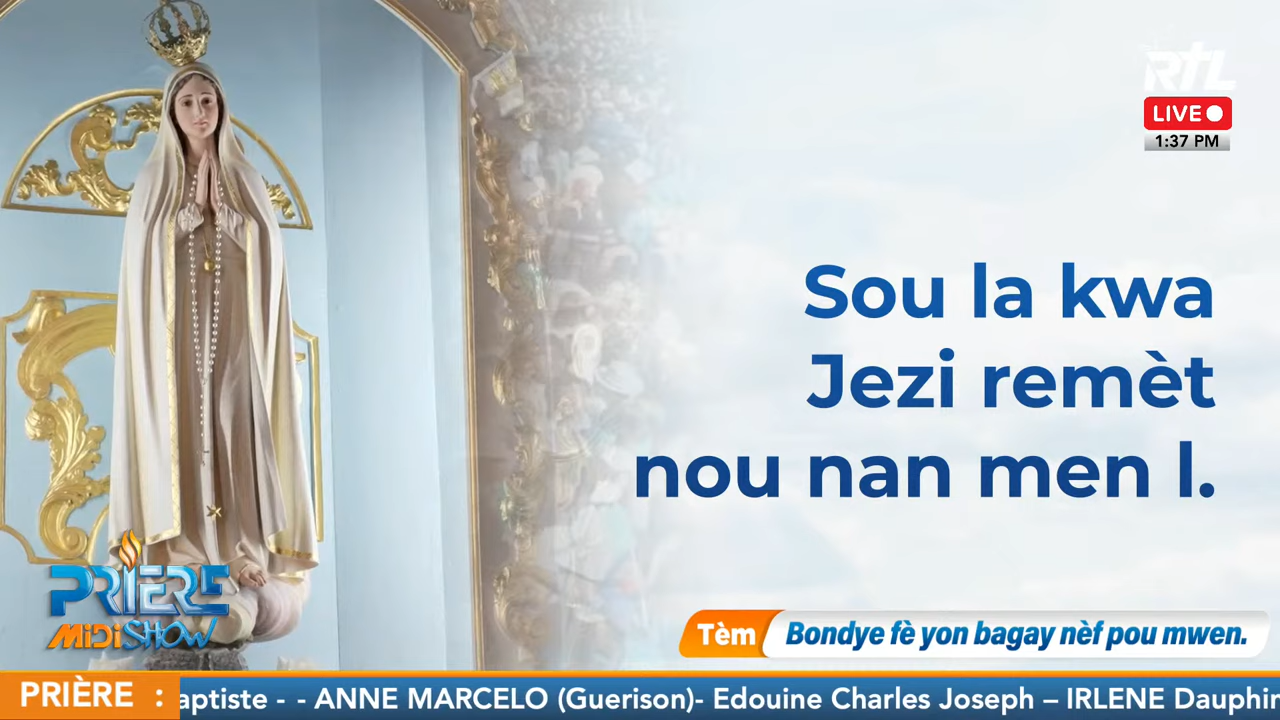 RTL
LIVE
1:37 PM
Sou la kwa
Jezi remèt
nou nan men l.
PRIERE
MiDi SHOW
Tèm Bondye fè yon bagay nèf pou mwen.
PRIÈRE : aptiste - - ANNE MARCELO (Guerison)- Edouine Charles Joseph – IRLENE Dauphin